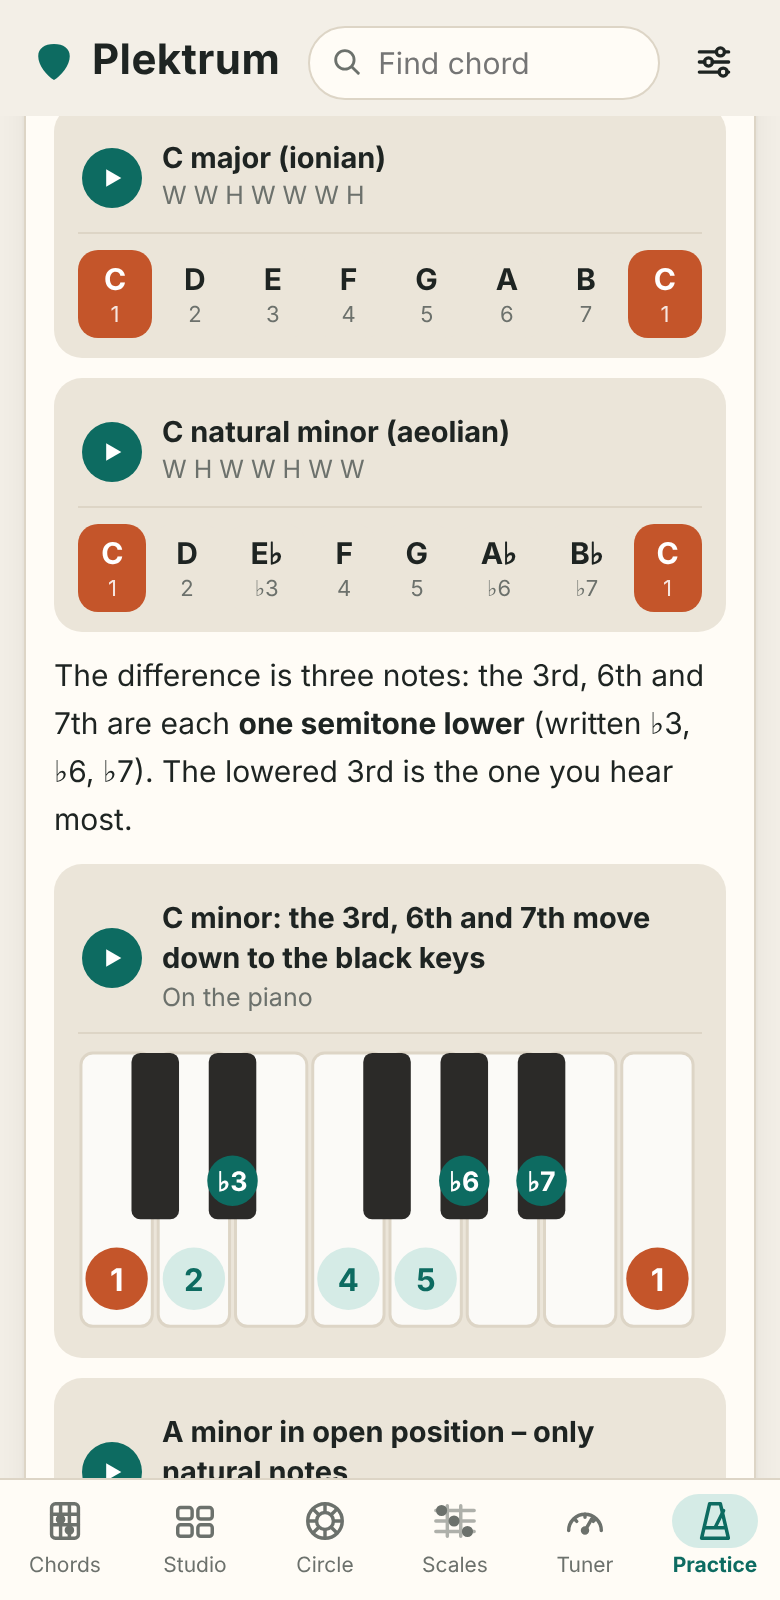 Plektrum
Find chord
C major (ionian)
W W H W W W H
C D E F G A B C
1 2 3 4 5 6 7 1
C natural minor (aeolian)
W H W W H W W
C D E♭ F G A♭ B♭ C
1 2 ♭3 4 5 ♭6 ♭7 1
The difference is three notes: the 3rd, 6th and
7th are each one semitone lower (written ♭3,
♭6, ♭7). The lowered 3rd is the one you hear
most.
C minor: the 3rd, 6th and 7th move
down to the black keys
On the piano
♭3 ♭6 ♭7
1 2 4 5 1
A minor in open position – only
natural notes
Chords Studio Circle Scales Tuner Practice